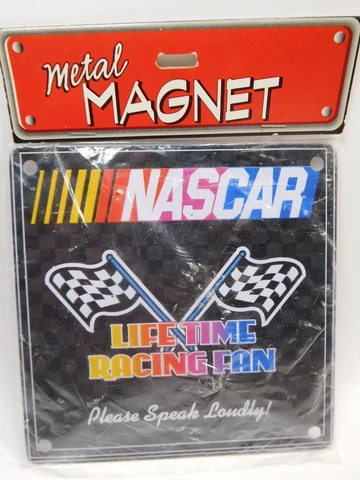 Metal
MAGNET
NASCAR
LIFE TIME
RACING FAN
Please Speak Loudly!